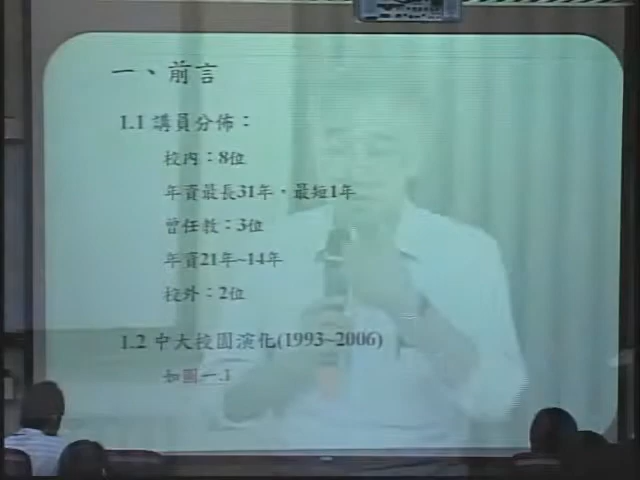 一、前言
1.1 講員分佈：
校內：8位
年資最長31年，最短1年
曾任教：3位
年資21年~14年
校外：2位
1.2 中大校園演化(1993~2006)
如圖一.1